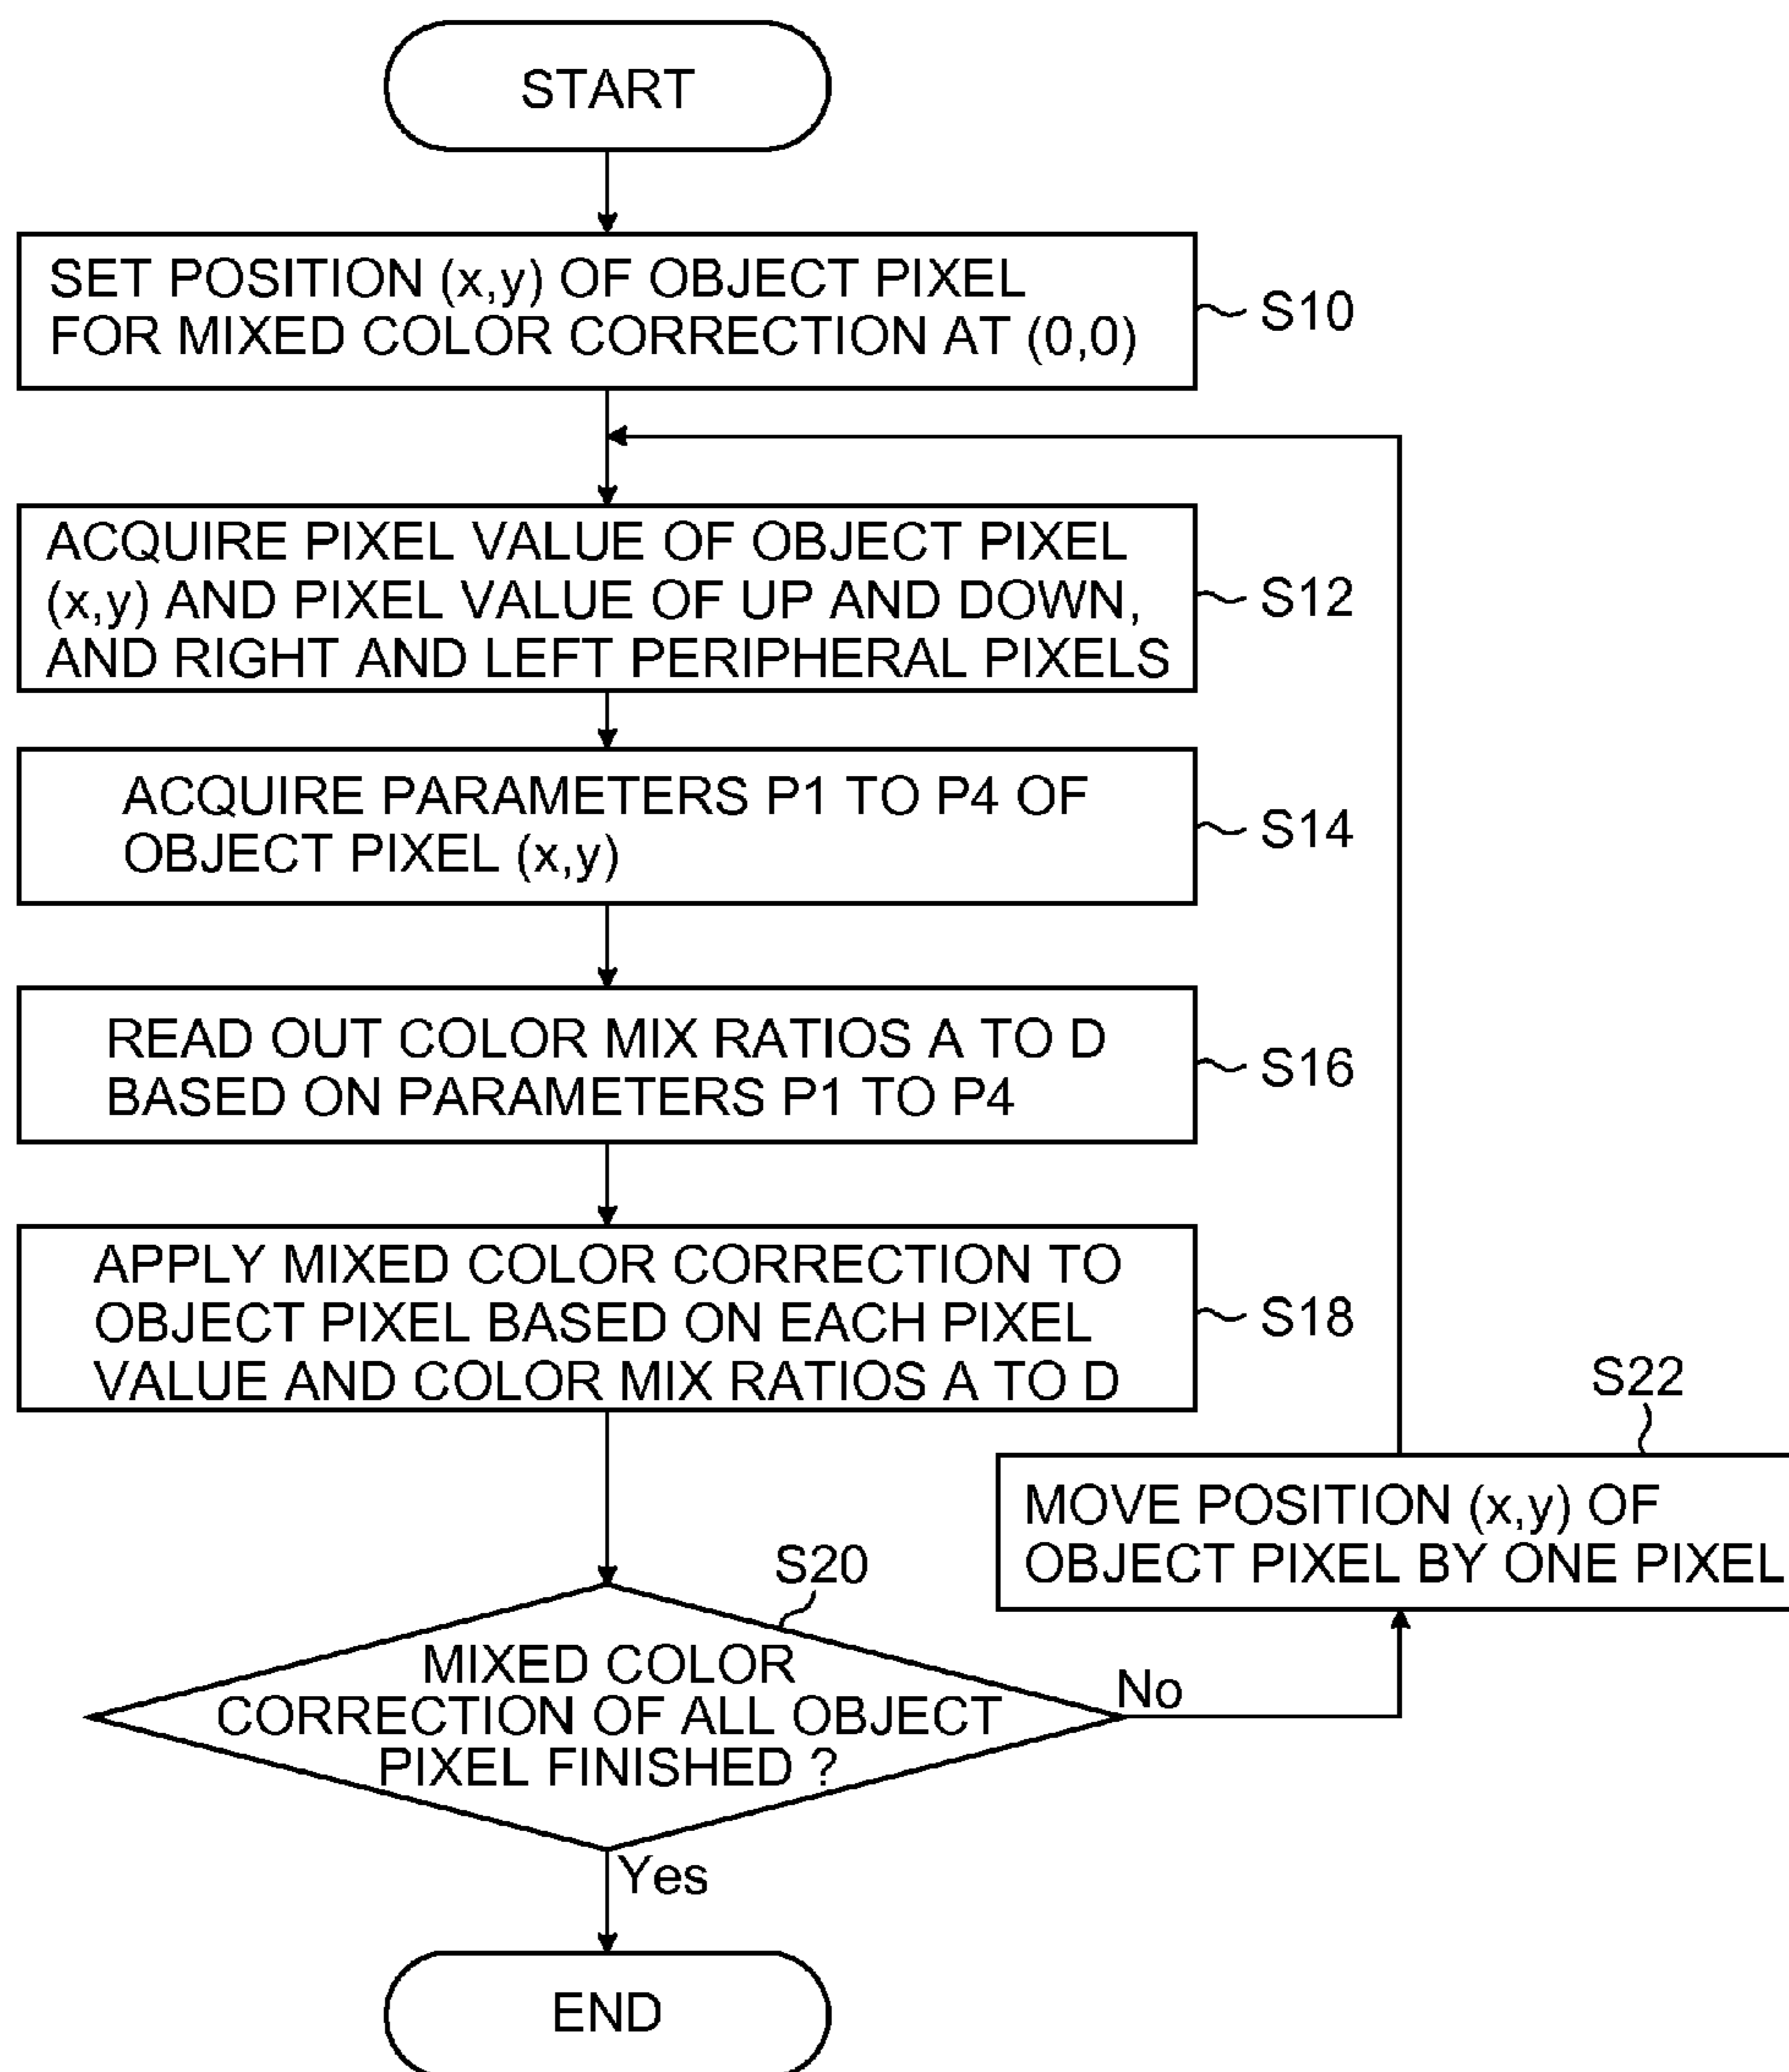 START
SET POSITION (x,y) OF OBJECT PIXEL
FOR MIXED COLOR CORRECTION AT (0,0)
S10
ACQUIRE PIXEL VALUE OF OBJECT PIXEL
(x,y) AND PIXEL VALUE OF UP AND DOWN,
AND RIGHT AND LEFT PERIPHERAL PIXELS
S12
ACQUIRE PARAMETERS P1 TO P4 OF
OBJECT PIXEL (x,y)
S14
READ OUT COLOR MIX RATIOS A TO D
BASED ON PARAMETERS P1 TO P4
S16
APPLY MIXED COLOR CORRECTION TO
OBJECT PIXEL BASED ON EACH PIXEL
VALUE AND COLOR MIX RATIOS A TO D
S18
S22
MOVE POSITION (x,y) OF
OBJECT PIXEL BY ONE PIXEL
S20
MIXED COLOR
CORRECTION OF ALL OBJECT
PIXEL FINISHED ?
No
Yes
END